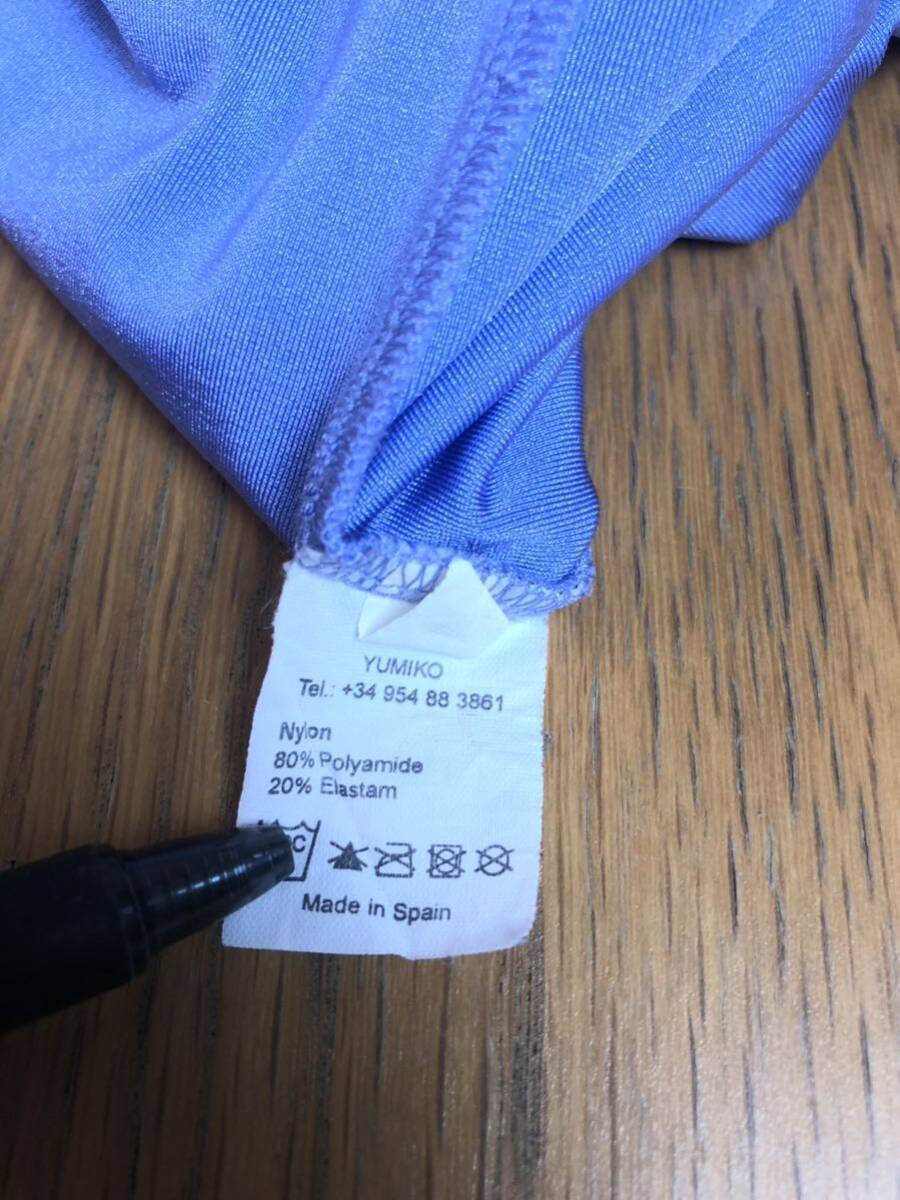 YUMIKO
Tel.: +34 954 88 3861
Nylon
80% Polyamide
20% Elastam
C
Made in Spain